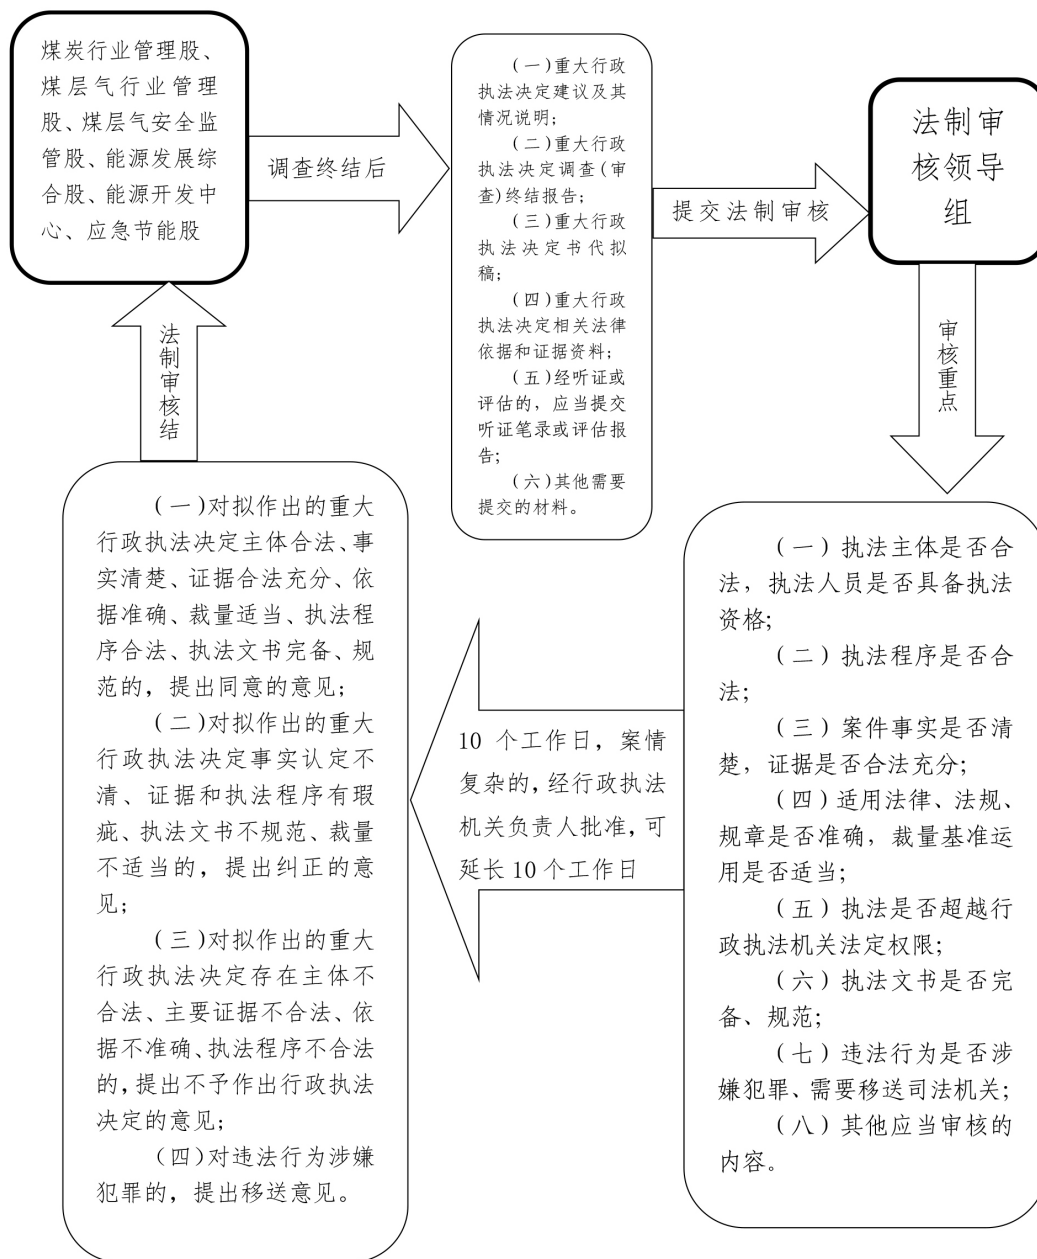 煤炭行业管理股、
煤层气行业管理
股、煤层气安全监
管股、能源发展综
合股、能源开发中
心、应急节能股
调查终结后
（一）重大行政
执法决定建议及其
情况说明；
（二）重大行政
执法决定调查（审
查）终结报告；
（三）重大行政
执法决定书代拟
稿；
（四）重大行政
执法决定相关法律
依据和证据资料；
（五）经听证或
评估的，应当提交
听证笔录或评估报
告；
（六）其他需要
提交的材料。
提交法制审核
法制审
核领导
组
审核重点
（一）执法主体是否合
法，执法人员是否具备执法
资格；
（二）执法程序是否合
法；
（三）案件事实是否清
楚，证据是否合法充分；
（四）适用法律、法规、
规章是否准确，裁量基准运
用是否适当；
（五）执法是否超越行
政执法机关法定权限；
（六）执法文书是否完
备、规范；
（七）违法行为是否涉
嫌犯罪、需要移送司法机关；
（八）其他应当审核的
内容。
10 个工作日，案情
复杂的，经行政执法
机关负责人批准，可
延长 10 个工作日
（一）对拟作出的重大
行政执法决定主体合法、事
实清楚、证据合法充分、依
据准确、裁量适当、执法程
序合法、执法文书完备、规
范的，提出同意的意见；
（二）对拟作出的重大
行政执法决定事实认定不
清、证据和执法程序有瑕
疵、执法文书不规范、裁量
不适当的，提出纠正的意
见；
（三）对拟作出的重大
行政执法决定存在主体不
合法、主要证据不合法、依
据不准确、执法程序不合法
的，提出不予作出行政执法
决定的意见；
（四）对违法行为涉嫌
犯罪的，提出移送意见。
法制审核结